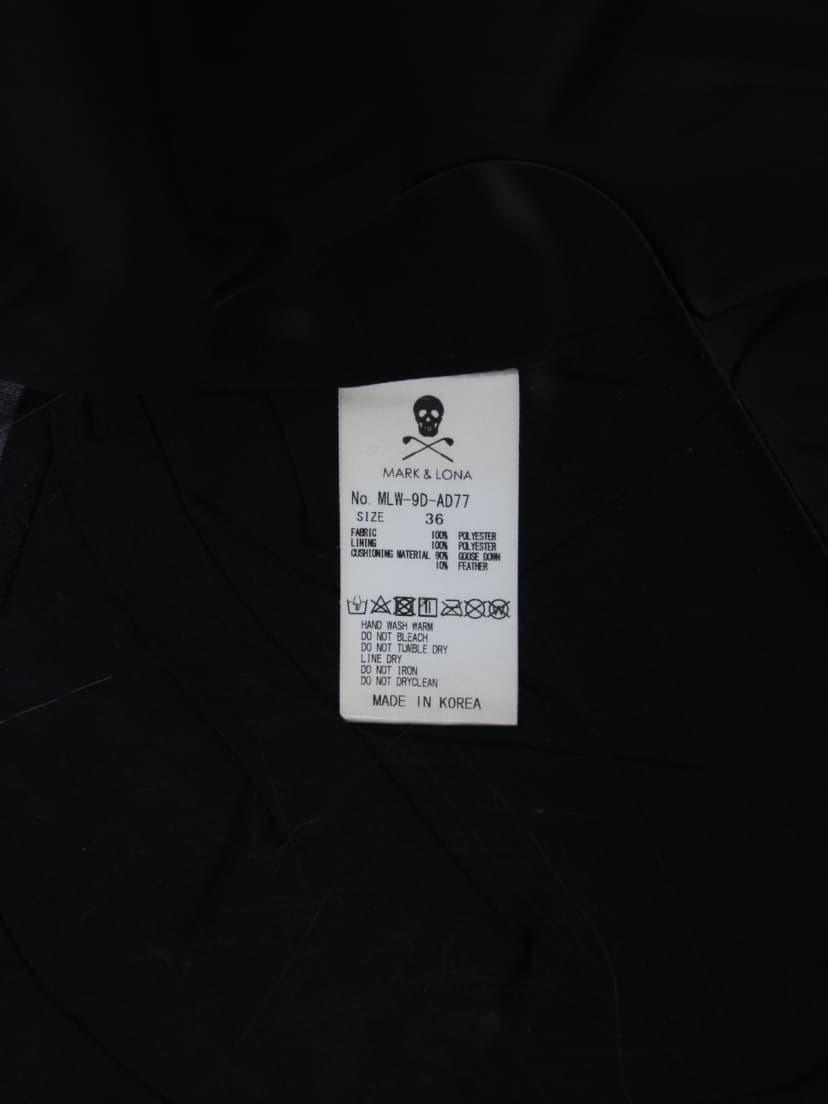 MARK & LONA
No. MLW-9D-AD77
SIZE 36
FABRIC 100% POLYESTER
LINING 100% POLYESTER
CUSHIONING MATERIAL 90% GOOSE DOWN
10% FEATHER
HAND WASH WARM
DO NOT BLEACH
DO NOT TUMBLE DRY
LINE DRY
DO NOT IRON
DO NOT DRYCLEAN
MADE IN KOREA